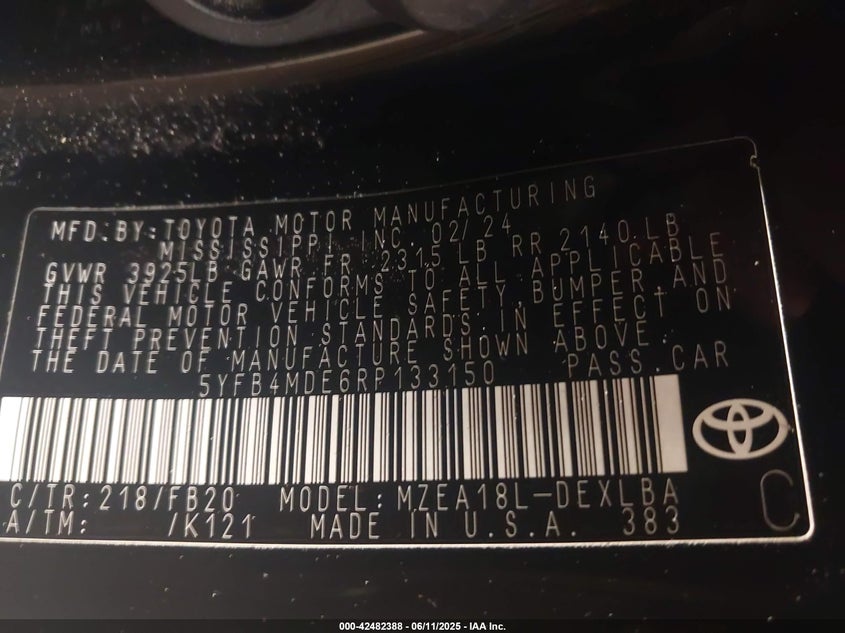 MFD.BY:TOYOTA MOTOR MANUFACTURING
MISSISSIPPI, INC. 02/24
GVWR 3925LB GAWR FR 2315 LB RR 2140 LB
THIS VEHICLE CONFORMS TO ALL APPLICABLE
FEDERAL MOTOR VEHICLE SAFETY,BUMPER,AND
THEFT PREVENTION STANDARDS IN EFFECT ON
THE DATE OF MANUFACTURE SHOWN ABOVE.
5YFB4MDE6RP133150 PASS.CAR
C/TR:218/FB20 MODEL:MZEA18L-DEXLBA
A/TM: /K121 MADE IN U.S.A. 383
C
000-42482388 - 06/11/2025 - IAA Inc.